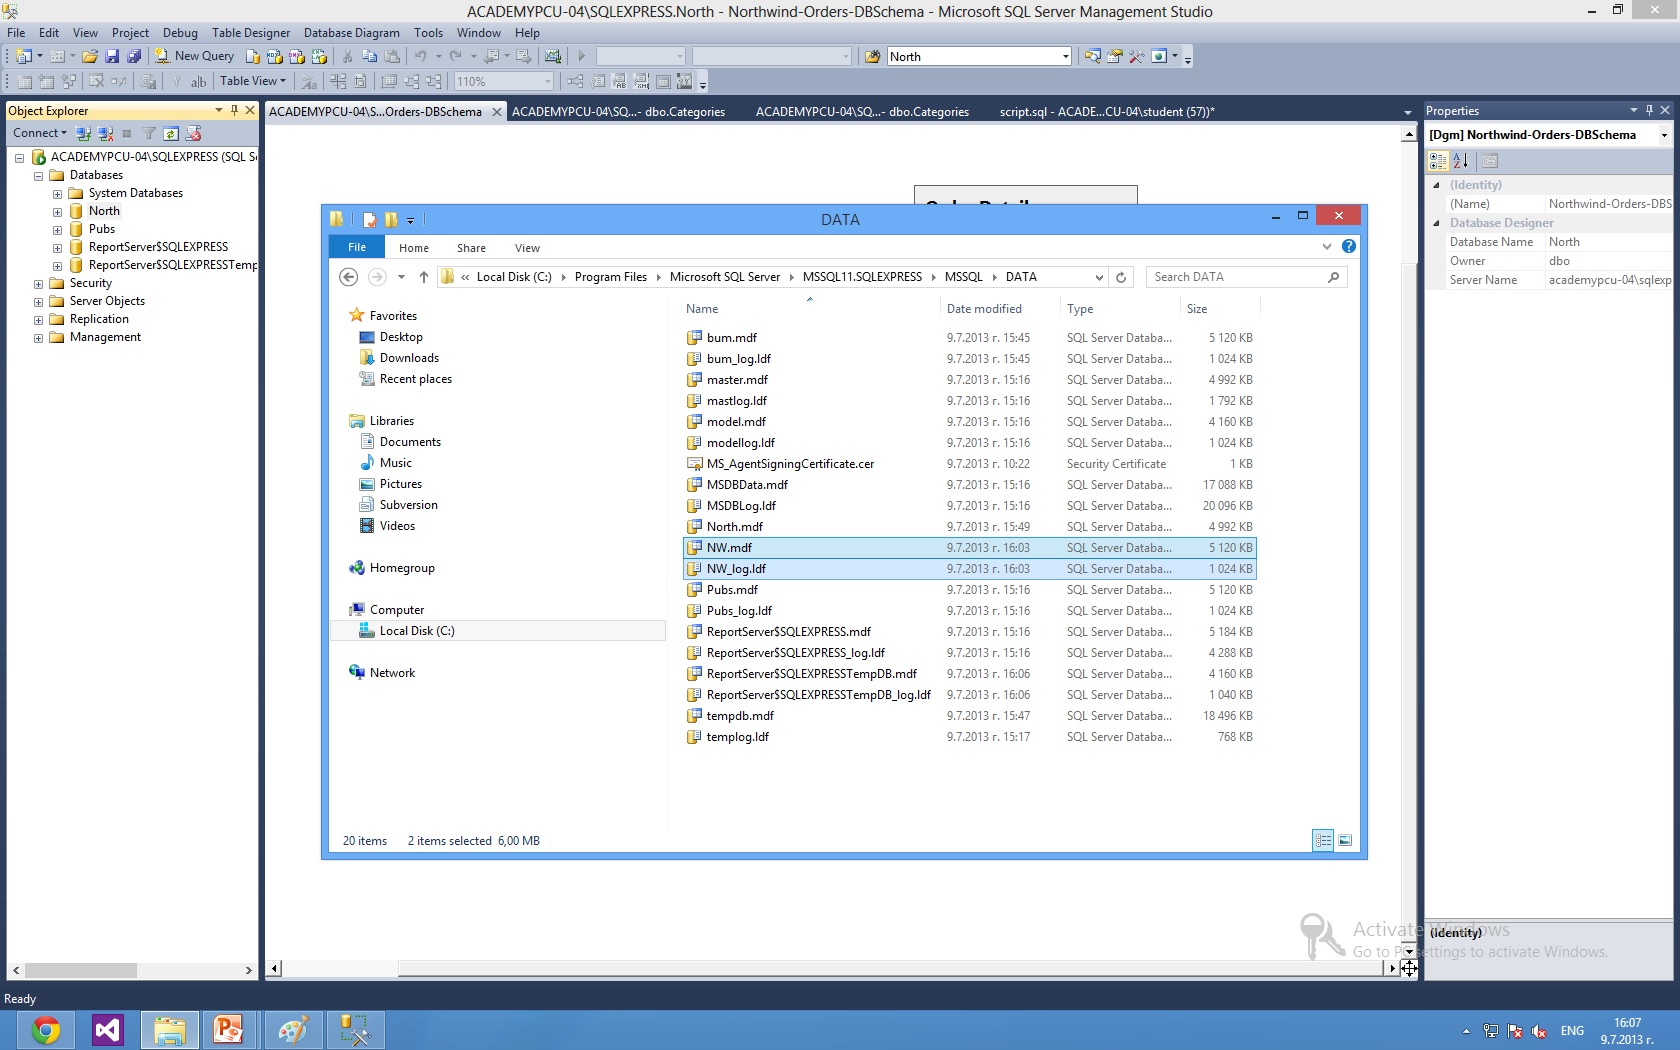 ACADEMYPCU-04\SQLEXPRESS.North - Northwind-Orders-DBSchema - Microsoft SQL Server Management Studio
File Edit View Project Debug Table Designer Database Diagram Tools Window Help
New Query North
Table View 110%
Object Explorer
Connect
ACADEMYPCU-04\SQLEXPRESS (SQL S
Databases
System Databases
North
Pubs
ReportServer$SQLEXPRESS
ReportServer$SQLEXPRESSTemp
Security
Server Objects
Replication
Management
ACADEMYPCU-04\S...Orders-DBSchema ACADEMYPCU-04\SQ...- dbo.Categories ACADEMYPCU-04\SQ...- dbo.Categories script.sql - ACADE...CU-04\student (57))*
DATA
File Home Share View
« Local Disk (C:) Program Files Microsoft SQL Server MSSQL11.SQLEXPRESS MSSQL DATA Search DATA
Favorites
Desktop
Downloads
Recent places
Libraries
Documents
Music
Pictures
Subversion
Videos
Homegroup
Computer
Local Disk (C:)
Network
Name Date modified Type Size
bum.mdf 9.7.2013 г. 15:45 SQL Server Databa... 5 120 KB
bum_log.ldf 9.7.2013 г. 15:45 SQL Server Databa... 1 024 KB
master.mdf 9.7.2013 г. 15:16 SQL Server Databa... 4 992 KB
mastlog.ldf 9.7.2013 г. 15:16 SQL Server Databa... 1 792 KB
model.mdf 9.7.2013 г. 15:16 SQL Server Databa... 4 160 KB
modellog.ldf 9.7.2013 г. 15:16 SQL Server Databa... 1 024 KB
MS_AgentSigningCertificate.cer 9.7.2013 г. 10:22 Security Certificate 1 KB
MSDBData.mdf 9.7.2013 г. 15:16 SQL Server Databa... 17 088 KB
MSDBLog.ldf 9.7.2013 г. 15:16 SQL Server Databa... 20 096 KB
North.mdf 9.7.2013 г. 15:49 SQL Server Databa... 4 992 KB
NW.mdf 9.7.2013 г. 16:03 SQL Server Databa... 5 120 KB
NW_log.ldf 9.7.2013 г. 16:03 SQL Server Databa... 1 024 KB
Pubs.mdf 9.7.2013 г. 15:16 SQL Server Databa... 5 120 KB
Pubs_log.ldf 9.7.2013 г. 15:16 SQL Server Databa... 1 024 KB
ReportServer$SQLEXPRESS.mdf 9.7.2013 г. 15:16 SQL Server Databa... 5 184 KB
ReportServer$SQLEXPRESS_log.ldf 9.7.2013 г. 15:16 SQL Server Databa... 4 288 KB
ReportServer$SQLEXPRESSTempDB.mdf 9.7.2013 г. 16:06 SQL Server Databa... 4 160 KB
ReportServer$SQLEXPRESSTempDB_log.ldf 9.7.2013 г. 16:06 SQL Server Databa... 1 040 KB
tempdb.mdf 9.7.2013 г. 15:47 SQL Server Databa... 18 496 KB
templog.ldf 9.7.2013 г. 15:17 SQL Server Databa... 768 KB
20 items 2 items selected 6,00 MB
Properties
[Dgm] Northwind-Orders-DBSchema
(Identity)
(Name) Northwind-Orders-DBS
Database Designer
Database Name North
Owner dbo
Server Name academypcu-04\sqlexp
(Identity)
Activate Windows
Go to PC settings to activate Windows.
Ready
ENG 16:07
9.7.2013 г.